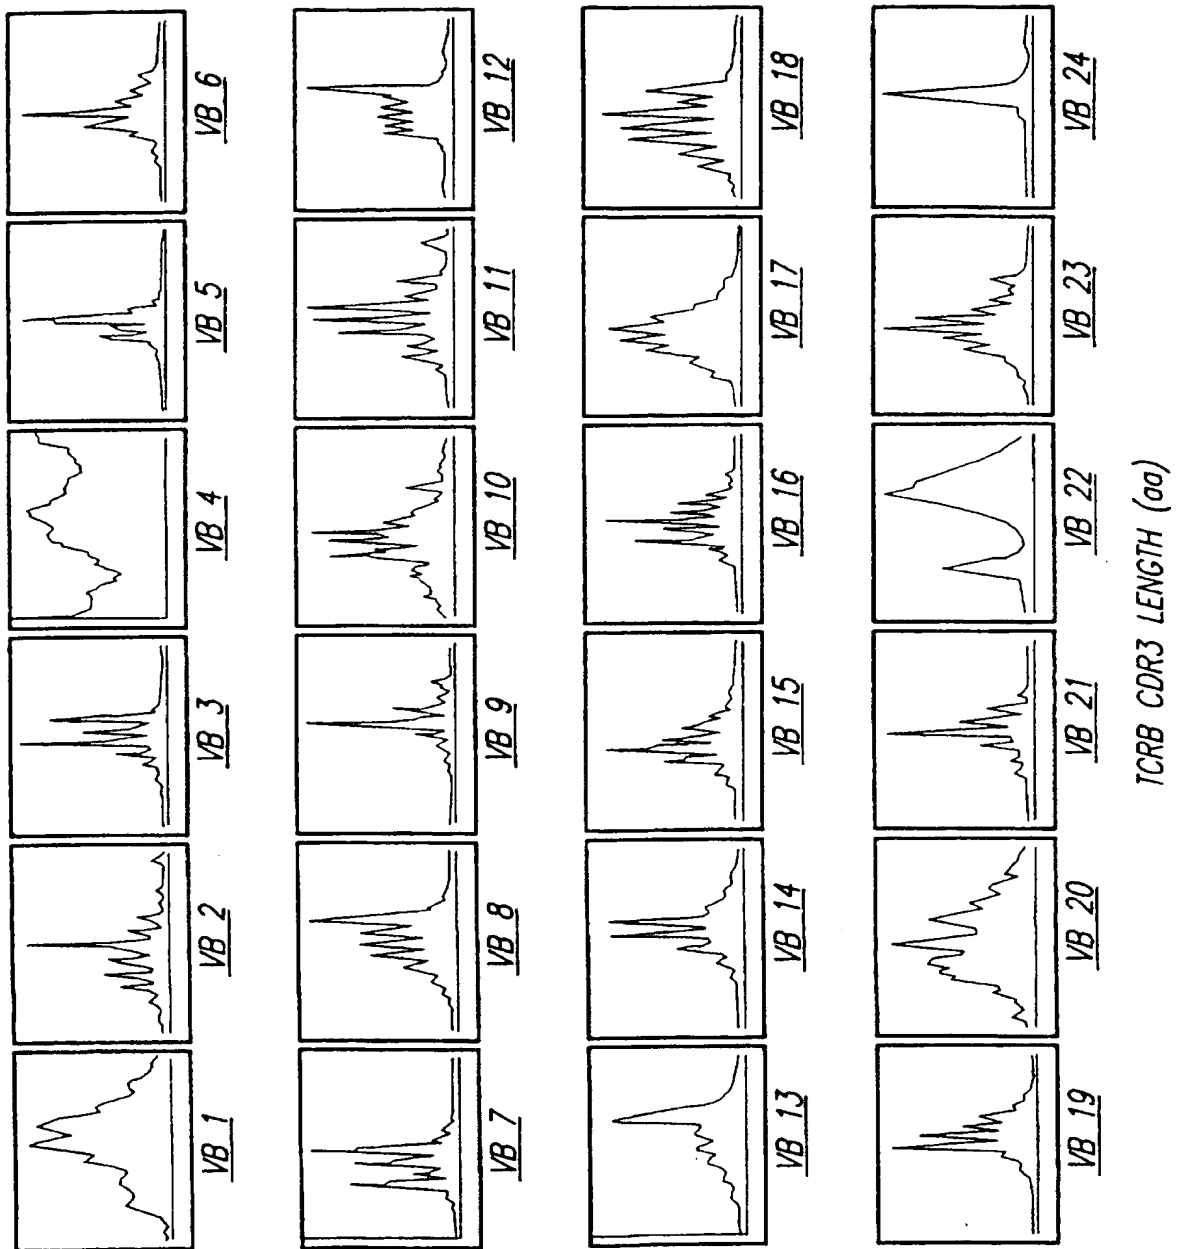 VB 1
VB 2
VB 3
VB 4
VB 5
VB 6
VB 7
VB 8
VB 9
VB 10
VB 11
VB 12
VB 13
VB 14
VB 15
VB 16
VB 17
VB 18
VB 19
VB 20
VB 21
VB 22
VB 23
VB 24
TCRB CDR3 LENGTH (aa)